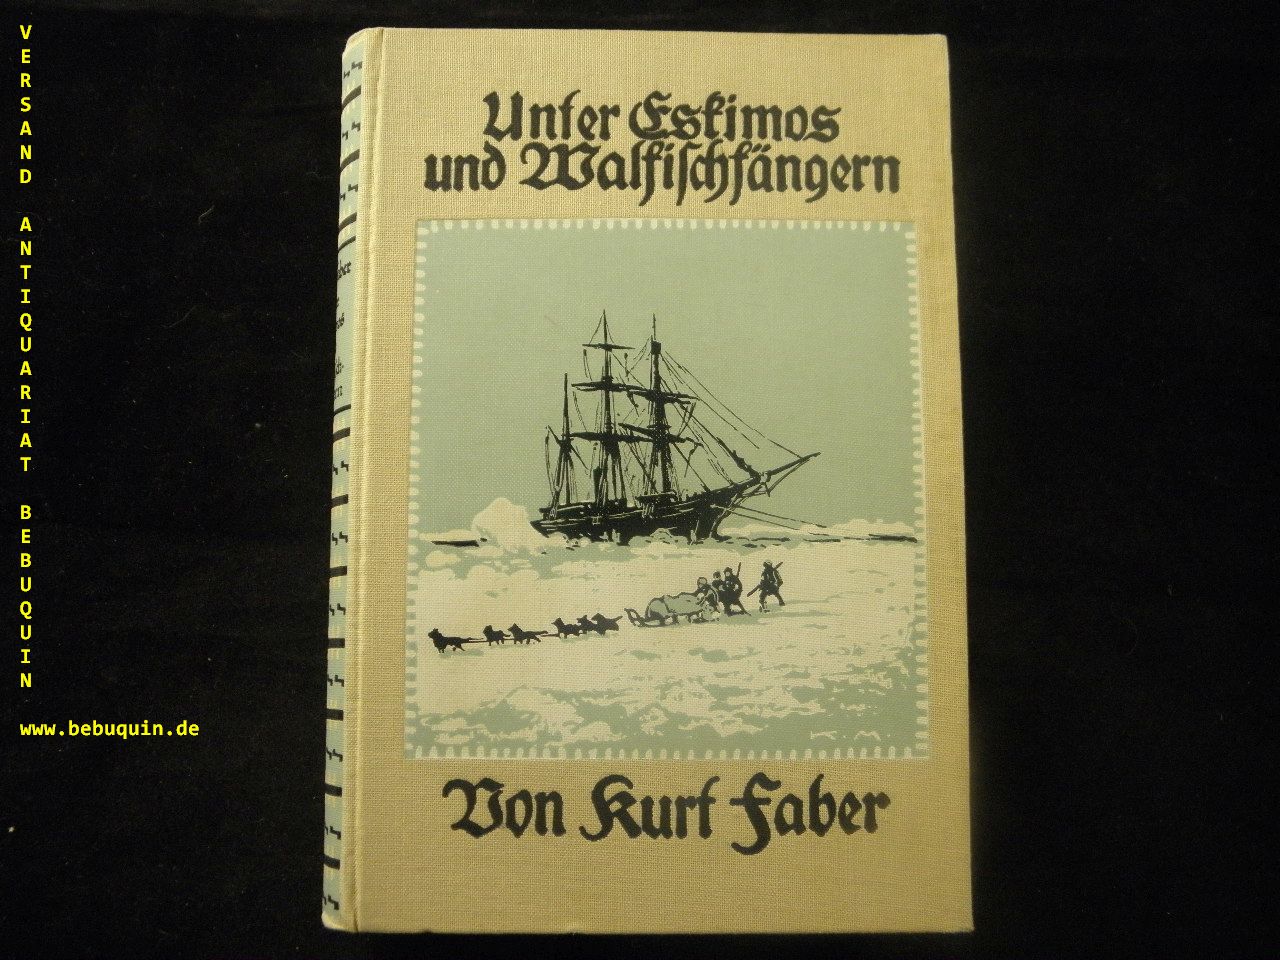 VERSAND ANTIQUARIAT BEBUQUIN
www.bebuquin.de
Unter Eskimos
und Walfischfängern
Von Kurt Faber